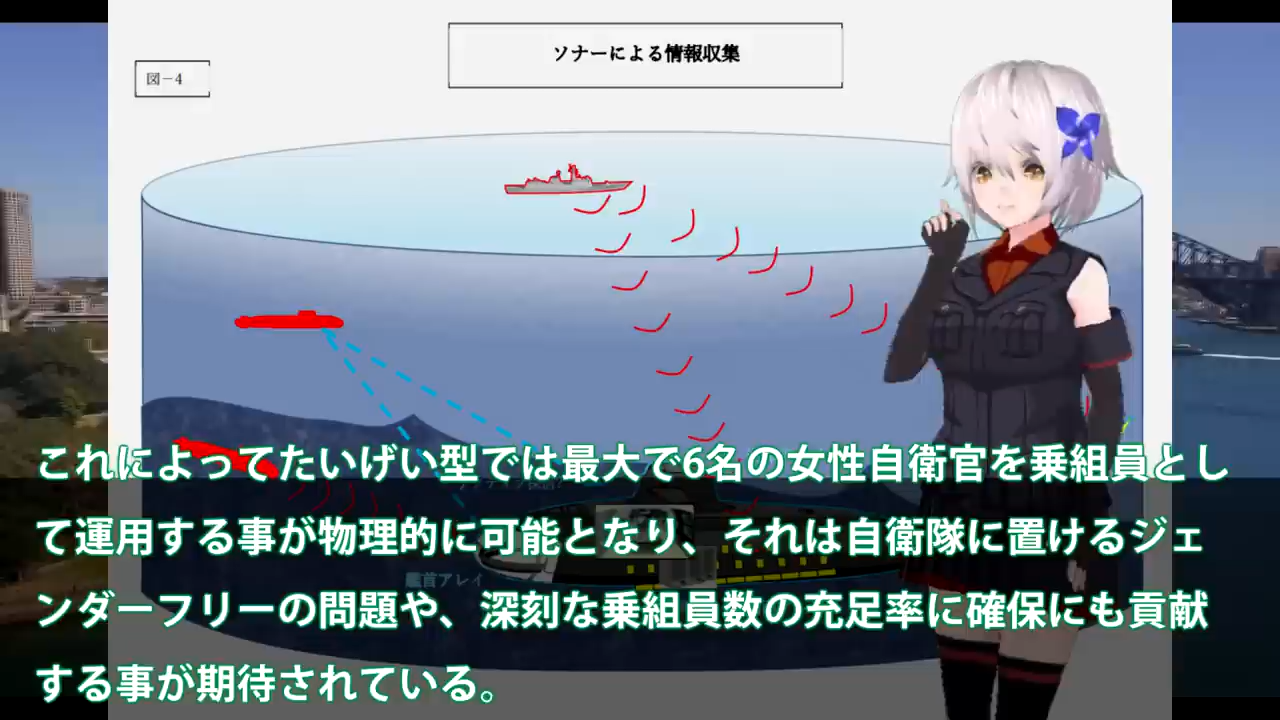 ソナーによる情報収集
図－4
これによってたいげい型では最大で6名の女性自衛官を乗組員とし
て運用する事が物理的に可能となり、それは自衛隊に置けるジェ
ンダーフリーの問題や、深刻な乗組員数の充足率に確保にも貢献
する事が期待されている。
艦首アレイ